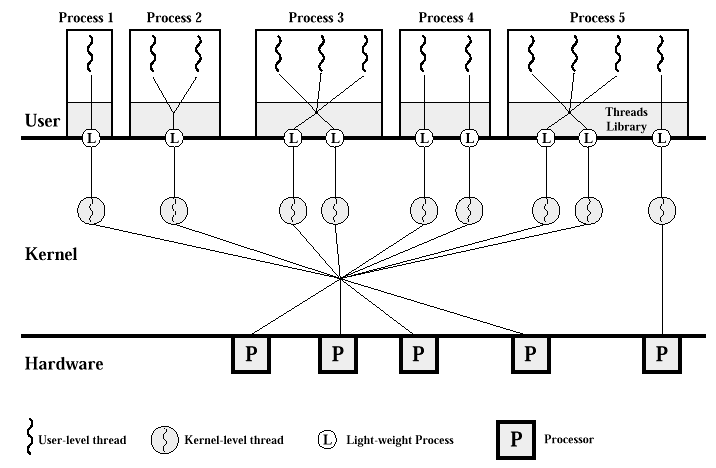 Process 1 Process 2 Process 3 Process 4 Process 5
User
Threads
Library
L L L L L L L L L
Kernel
P P P P P
Hardware
User-level thread Kernel-level thread L Light-weight Process P Processor